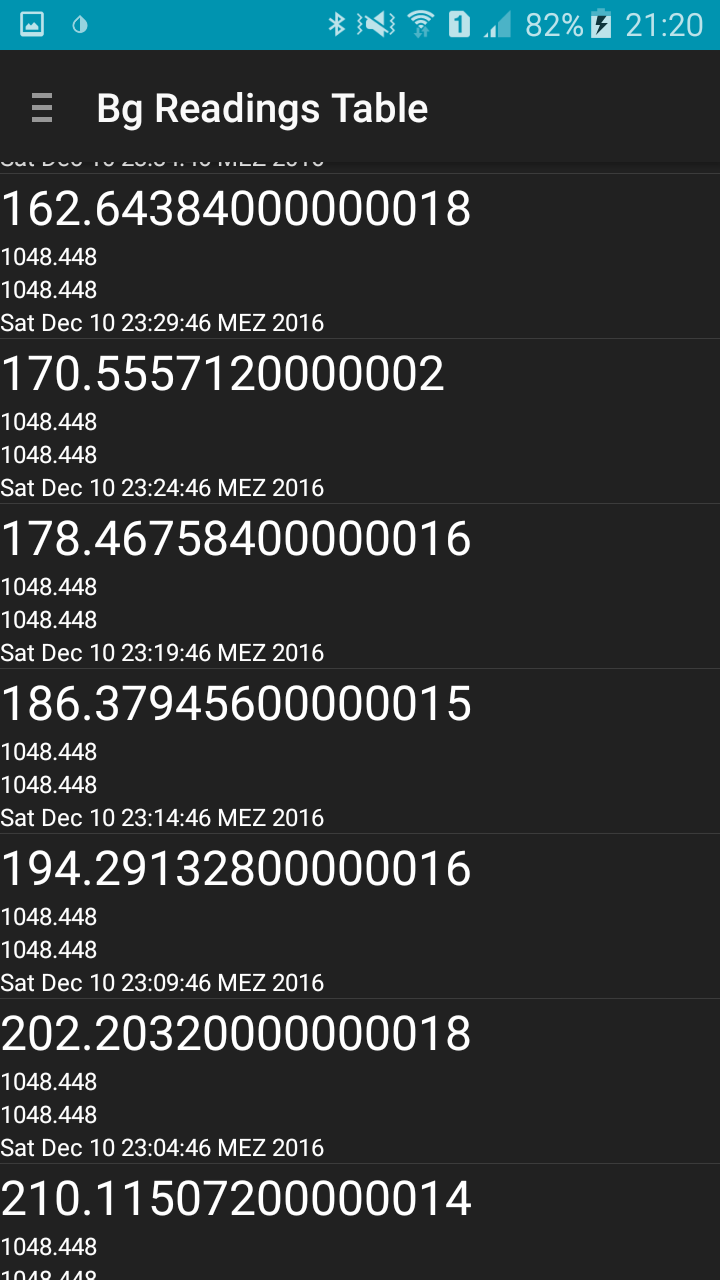 1 82% 21:20
Bg Readings Table
162.64384000000018
1048.448
1048.448
Sat Dec 10 23:29:46 MEZ 2016
170.5557120000002
1048.448
1048.448
Sat Dec 10 23:24:46 MEZ 2016
178.46758400000016
1048.448
1048.448
Sat Dec 10 23:19:46 MEZ 2016
186.37945600000015
1048.448
1048.448
Sat Dec 10 23:14:46 MEZ 2016
194.29132800000016
1048.448
1048.448
Sat Dec 10 23:09:46 MEZ 2016
202.20320000000018
1048.448
1048.448
Sat Dec 10 23:04:46 MEZ 2016
210.11507200000014
1048.448